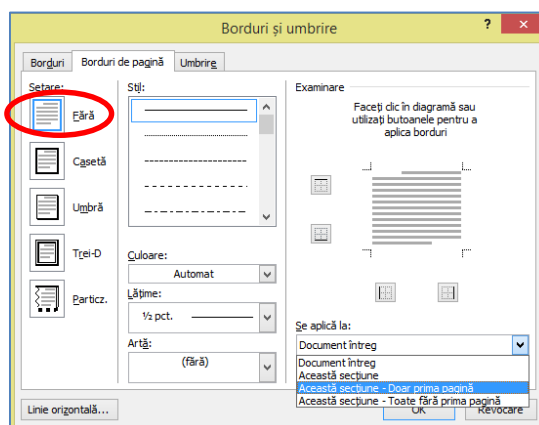 Borduri și umbrire
? ×
Borduri Borduri de pagină Umbrire
Setare:
Fără
Casetă
Umbră
Trei-D
Particz.
Stil:
Culoare:
Automat
Lățime:
½ pct.
Artă:
(fără)
Examinare
Faceți clic în diagramă sau
utilizați butoanele pentru a
aplica borduri
Se aplică la:
Document întreg
Document întreg
Această secțiune
Această secțiune - Doar prima pagină
Această secțiune - Toate fără prima pagină
Linie orizontală...
OK Revocare